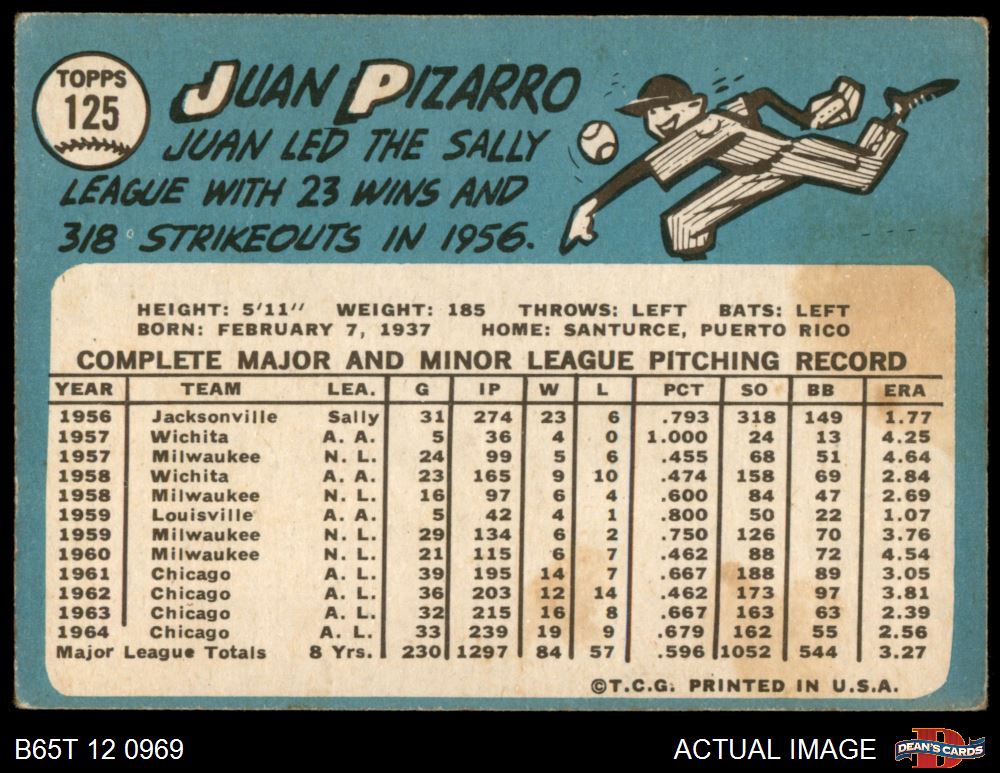 TOPPS
125
JUAN PIZARRO
JUAN LED THE SALLY
LEAGUE WITH 23 WINS AND
318 STRIKEOUTS IN 1956.
HEIGHT: 5'11" WEIGHT: 185 THROWS: LEFT BATS: LEFT
BORN: FEBRUARY 7, 1937 HOME: SANTURCE, PUERTO RICO
COMPLETE MAJOR AND MINOR LEAGUE PITCHING RECORD
YEAR TEAM LEA. G IP W L PCT SO BB ERA
1956 Jacksonville Sally 31 274 23 6 .793 318 149 1.77
1957 Wichita A. A. 5 36 4 0 1.000 24 13 4.25
1957 Milwaukee N. L. 24 99 5 6 .455 68 51 4.64
1958 Wichita A. A. 23 165 9 10 .474 158 69 2.84
1958 Milwaukee N. L. 16 97 6 4 .600 84 47 2.69
1959 Louisville A. A. 5 42 4 1 .800 50 22 1.07
1959 Milwaukee N. L. 29 134 6 2 .750 126 70 3.76
1960 Milwaukee N. L. 21 115 6 7 .462 88 72 4.54
1961 Chicago A. L. 39 195 14 7 .667 188 89 3.05
1962 Chicago A. L. 36 203 12 14 .462 173 97 3.81
1963 Chicago A. L. 32 215 16 8 .667 163 63 2.39
1964 Chicago A. L. 33 239 19 9 .679 162 55 2.56
Major League Totals 8 Yrs. 230 1297 84 57 .596 1052 544 3.27
©T.C.G. PRINTED IN U.S.A.
B65T 12 0969 ACTUAL IMAGE
D
DEAN'S CARDS